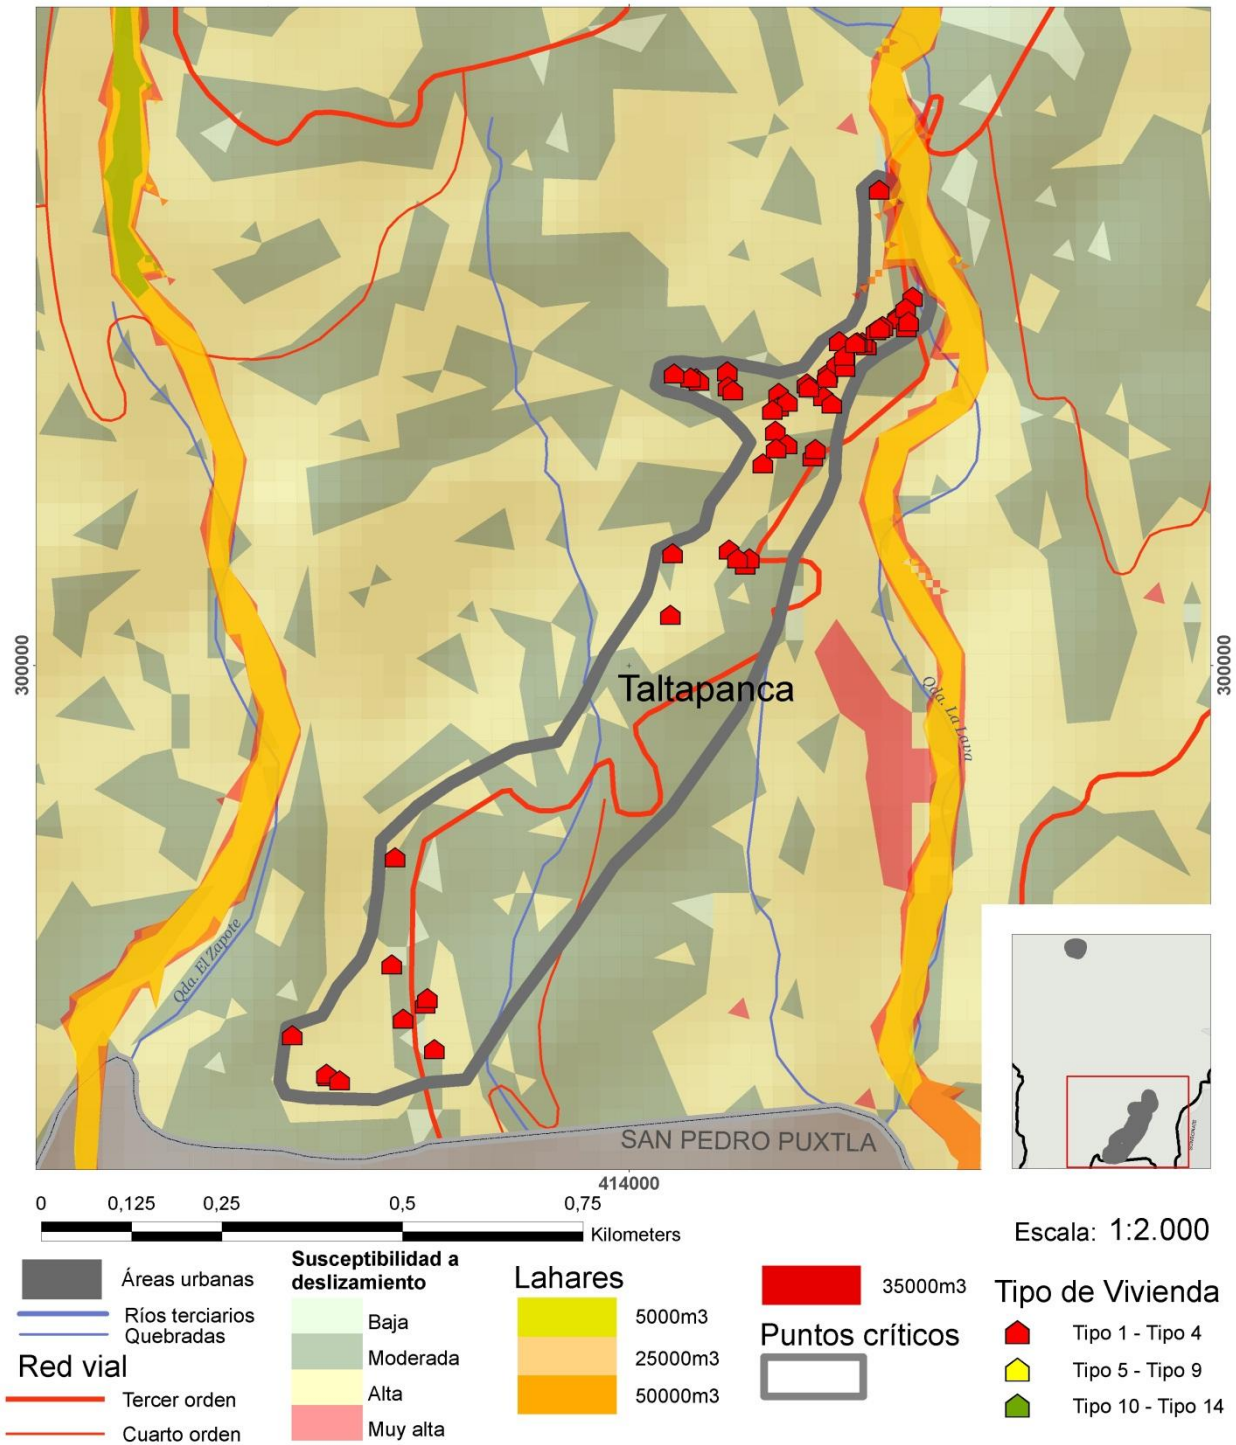 300000
300000
Taltapanca
Qda. La Lava
Qda. El Zapote
SAN PEDRO PUXTLA
414000
0 0,125 0,25 0,5 0,75
Kilometers
Escala: 1:2.000
Áreas urbanas
Ríos terciarios
Quebradas
Red vial
Tercer orden
Cuarto orden
Susceptibilidad a
deslizamiento
Baja
Moderada
Alta
Muy alta
Lahares
5000m3
25000m3
50000m3
35000m3
Puntos críticos
Tipo de Vivienda
Tipo 1 - Tipo 4
Tipo 5 - Tipo 9
Tipo 10 - Tipo 14